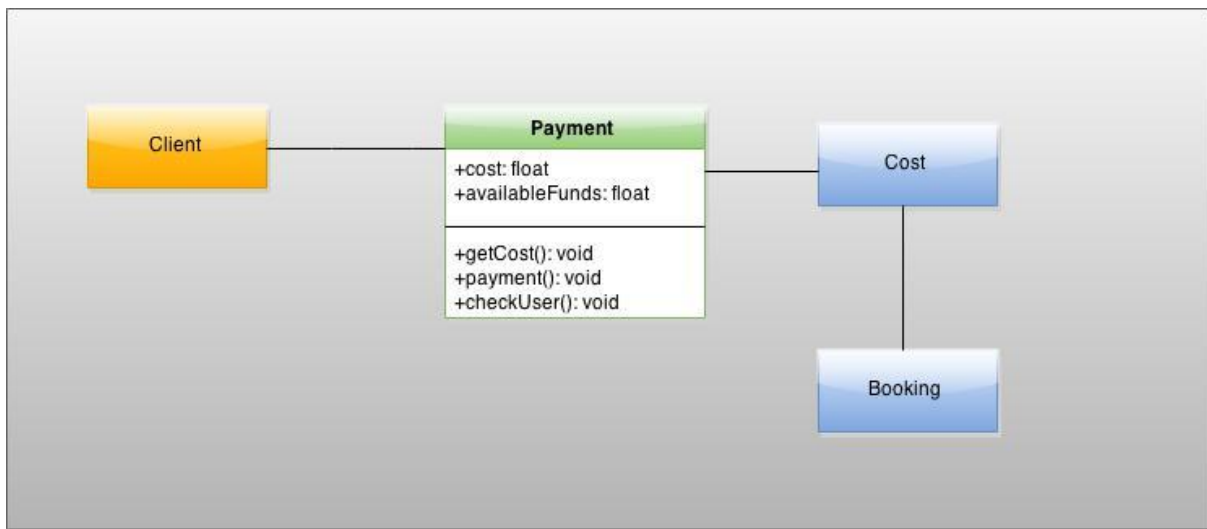 Client
Payment
+cost: float
+availableFunds: float
+getCost(): void
+payment(): void
+checkUser(): void
Cost
Booking